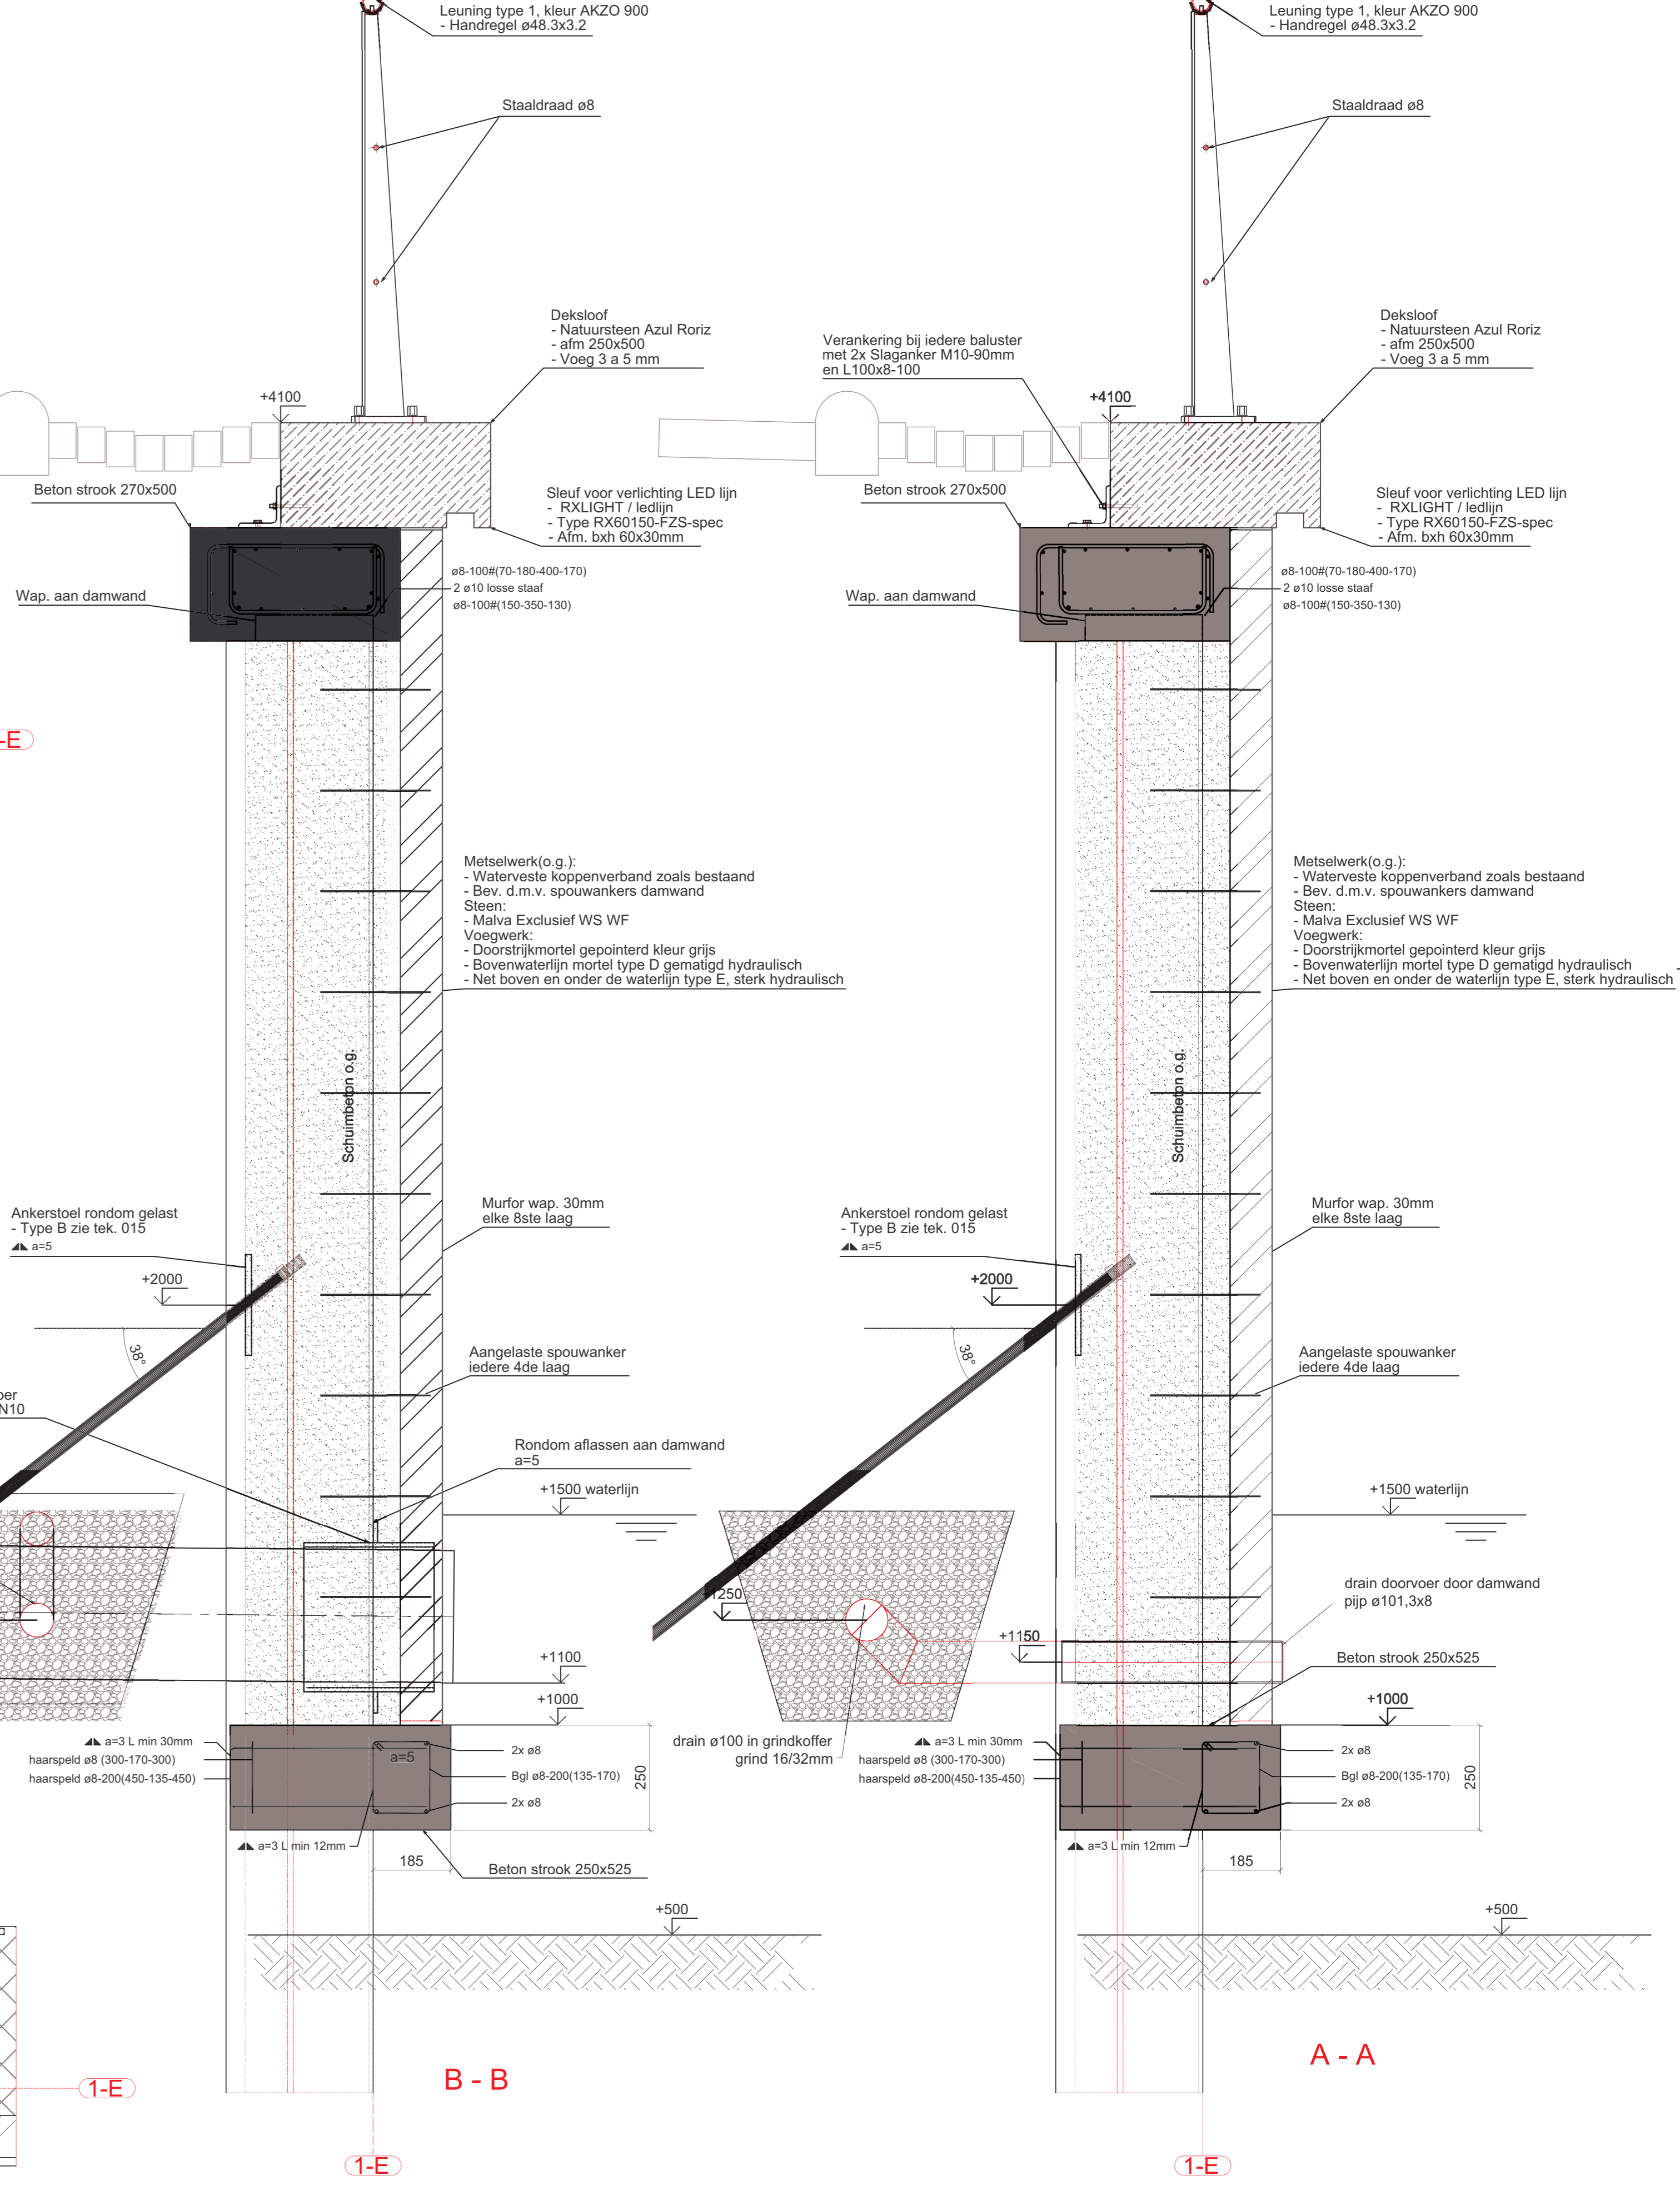 Leuning type 1, kleur AKZO 900
- Handregel ø48.3x3.2
Staaldraad ø8
Deksloof
- Natuursteen Azul Roriz
- afm 250x500
- Voeg 3 a 5 mm
+4100
Beton strook 270x500
Sleuf voor verlichting LED lijn
- RXLIGHT / ledlijn
- Type RX60150-FZS-spec
- Afm. bxh 60x30mm
ø8-100#(70-180-400-170)
2 ø10 losse staaf
ø8-100#(150-350-130)
Wap. aan damwand
-E
Metselwerk(o.g.):
- Waterveste koppenverband zoals bestaand
- Bev. d.m.v. spouwankers damwand
Steen:
- Malva Exclusief WS WF
Voegwerk:
- Doorstrijkmortel gepointerd kleur grijs
- Bovenwaterlijn mortel type D gematigd hydraulisch
- Net boven en onder de waterlijn type E, sterk hydraulisch
Schuimbeton o.g.
Ankerstoel rondom gelast
- Type B zie tek. 015
a=5
+2000
38°
Murfor wap. 30mm
elke 8ste laag
Aangelaste spouwanker
iedere 4de laag
oer
N10
Rondom aflassen aan damwand
a=5
+1500 waterlijn
+1100
+1000
a=3 L min 30mm
haarspeld ø8 (300-170-300)
haarspeld ø8-200(450-135-450)
a=5
2x ø8
Bgl ø8-200(135-170)
2x ø8
250
a=3 L min 12mm
185
Beton strook 250x525
+500
B - B
1-E
1-E
Leuning type 1, kleur AKZO 900
- Handregel ø48.3x3.2
Staaldraad ø8
Deksloof
- Natuursteen Azul Roriz
- afm 250x500
- Voeg 3 a 5 mm
Verankering bij iedere baluster
met 2x Slaganker M10-90mm
en L100x8-100
+4100
Beton strook 270x500
Sleuf voor verlichting LED lijn
- RXLIGHT / ledlijn
- Type RX60150-FZS-spec
- Afm. bxh 60x30mm
ø8-100#(70-180-400-170)
2 ø10 losse staaf
ø8-100#(150-350-130)
Wap. aan damwand
Metselwerk(o.g.):
- Waterveste koppenverband zoals bestaand
- Bev. d.m.v. spouwankers damwand
Steen:
- Malva Exclusief WS WF
Voegwerk:
- Doorstrijkmortel gepointerd kleur grijs
- Bovenwaterlijn mortel type D gematigd hydraulisch
- Net boven en onder de waterlijn type E, sterk hydraulisch
Schuimbeton o.g.
Ankerstoel rondom gelast
- Type B zie tek. 015
a=5
+2000
38°
Murfor wap. 30mm
elke 8ste laag
Aangelaste spouwanker
iedere 4de laag
+1500 waterlijn
+1250
+1150
drain doorvoer door damwand
pijp ø101,3x8
Beton strook 250x525
+1000
drain ø100 in grindkoffer
grind 16/32mm
a=3 L min 30mm
haarspeld ø8 (300-170-300)
haarspeld ø8-200(450-135-450)
2x ø8
Bgl ø8-200(135-170)
2x ø8
250
a=3 L min 12mm
185
+500
A - A
1-E